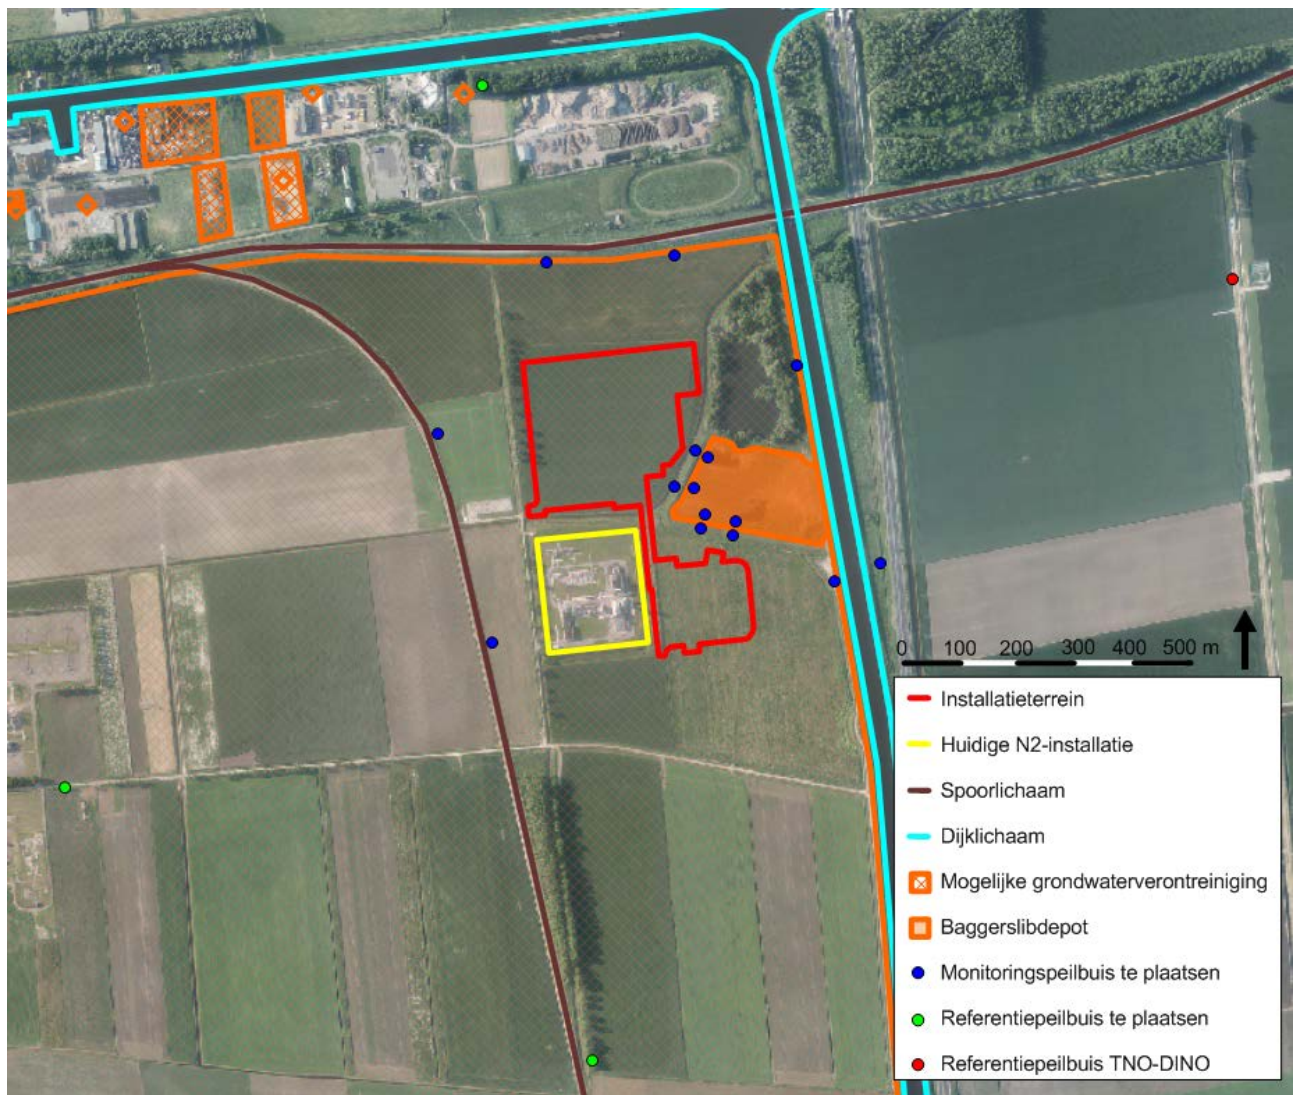 0 100 200 300 400 500 m
Installatieterrein
Huidige N2-installatie
Spoorlichaam
Dijklichaam
Mogelijke grondwaterverontreiniging
Baggerslibdepot
Monitoringspeilbuis te plaatsen
Referentiepeilbuis te plaatsen
Referentiepeilbuis TNO-DINO